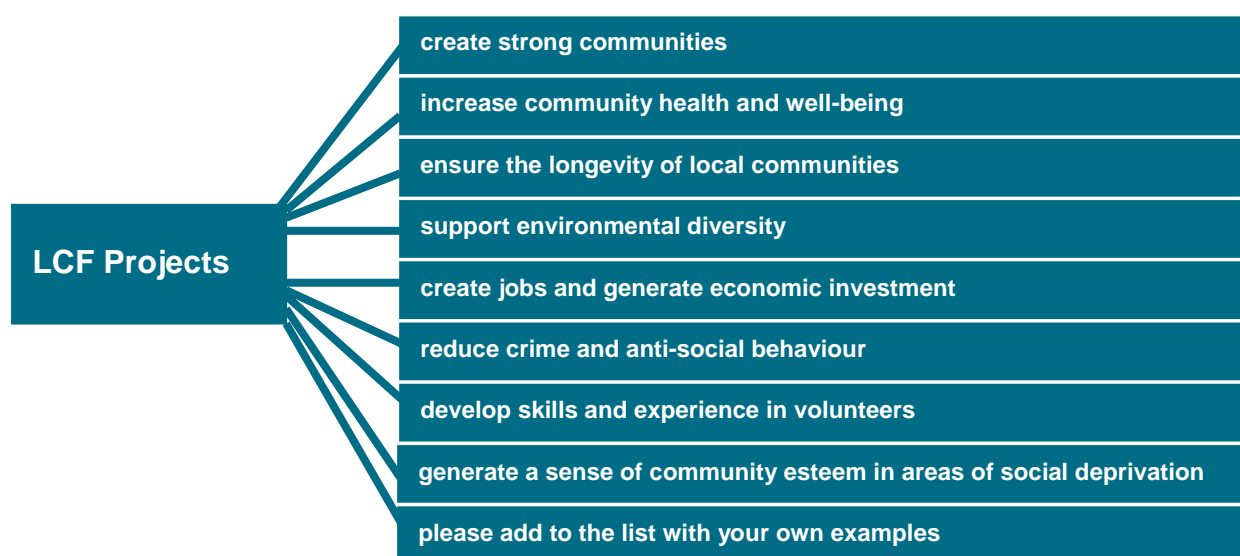 create strong communities
increase community health and well-being
ensure the longevity of local communities
support environmental diversity
LCF Projects
create jobs and generate economic investment
reduce crime and anti-social behaviour
develop skills and experience in volunteers
generate a sense of community esteem in areas of social deprivation
please add to the list with your own examples